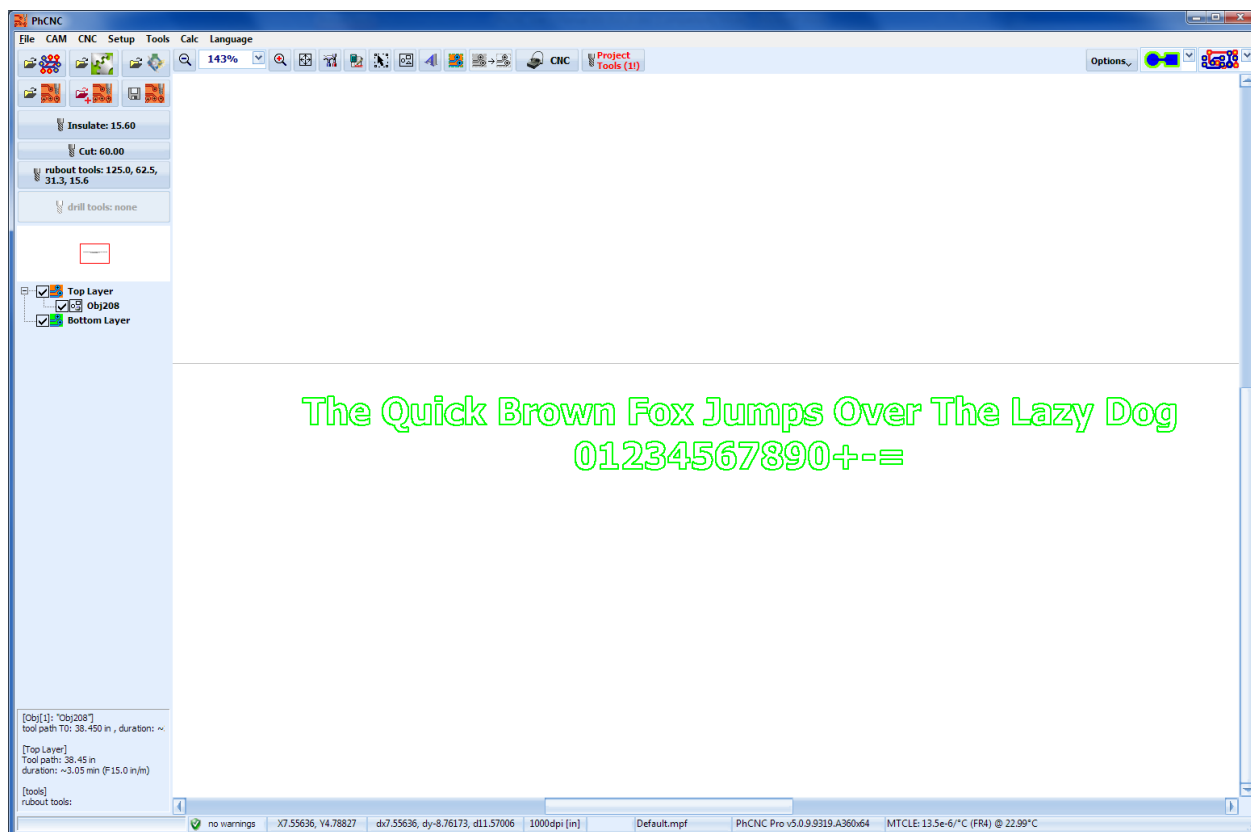 PhCNC
File CAM CNC Setup Tools Calc Language
143%
CNC
Project
Tools (1!)
Options
Insulate: 15.60
Cut: 60.00
rubout tools: 125.0, 62.5,
31.3, 15.6
drill tools: none
Top Layer
Obj208
Bottom Layer
The Quick Brown Fox Jumps Over The Lazy Dog
01234567890+-=
[Obj[1]: "Obj208"]
tool path T0: 38.450 in , duration: ~
[Top Layer]
Tool path: 38.45 in
duration: ~3.05 min (F15.0 in/m)
[tools]
rubout tools:
no warnings X7.55636, Y4.78827 dx7.55636, dy-8.76173, d11.57006 1000dpi [in] Default.mpf PhCNC Pro v5.0.9.9319.A360x64 MTCLE: 13.5e-6/°C (FR4) @ 22.99°C